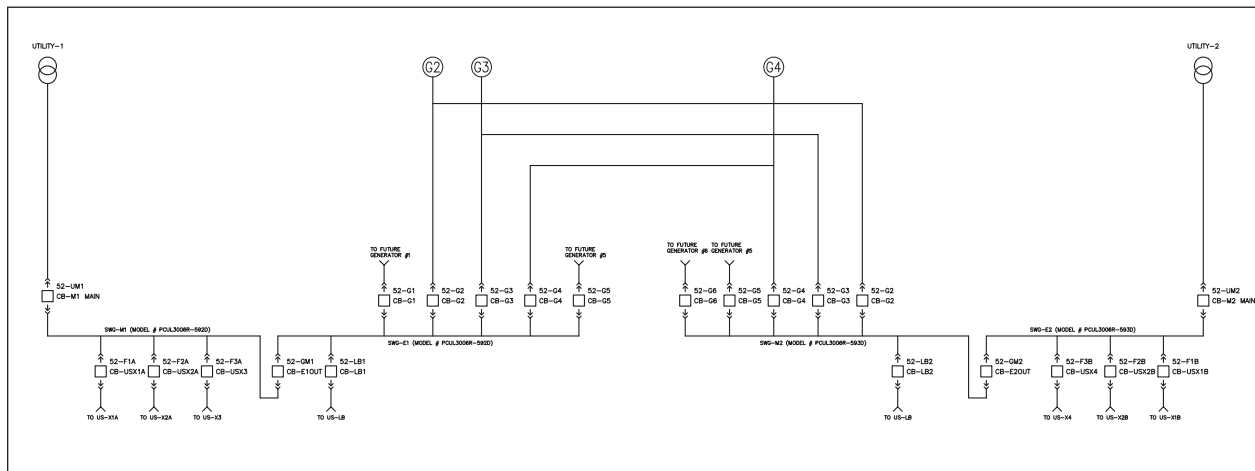 UTILITY-1
UTILITY-2
G2
G3
G4
TO FUTURE
GENERATOR #1
TO FUTURE
GENERATOR #5
TO FUTURE
GENERATOR #6
TO FUTURE
GENERATOR #5
52-UM1
CB-M1 MAIN
52-G1
CB-G1
52-G2
CB-G2
52-G3
CB-G3
52-G4
CB-G4
52-G5
CB-G5
52-G6
CB-G6
52-G5
CB-G5
52-G4
CB-G4
52-G3
CB-G3
52-G2
CB-G2
52-UM2
CB-M2 MAIN
SWG-M1 (MODEL # PCUL3006R-592D)
SWG-E1 (MODEL # PCUL3006R-592D)
SWG-M2 (MODEL # PCUL3006R-593D)
SWG-E2 (MODEL # PCUL3006R-593D)
52-F1A
CB-USX1A
52-F2A
CB-USX2A
52-F3A
CB-USX3
52-GM1
CB-E1OUT
52-LB1
CB-LB1
52-LB2
CB-LB2
52-GM2
CB-E2OUT
52-F3B
CB-USX4
52-F2B
CB-USX2B
52-F1B
CB-USX1B
TO US-X1A
TO US-X2A
TO US-X3
TO US-LB
TO US-LB
TO US-X4
TO US-X2B
TO US-X1B